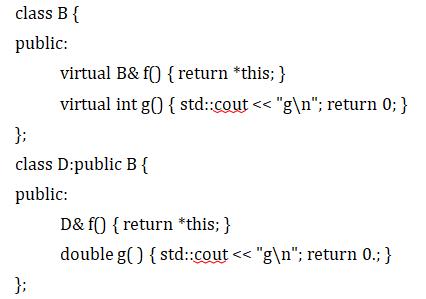 class B {
public:
virtual B& f() { return *this; }
virtual int g() { std::cout << "g\n"; return 0; }
};
class D:public B {
public:
D& f() { return *this; }
double g( ) { std::cout << "g\n"; return 0.; }
};